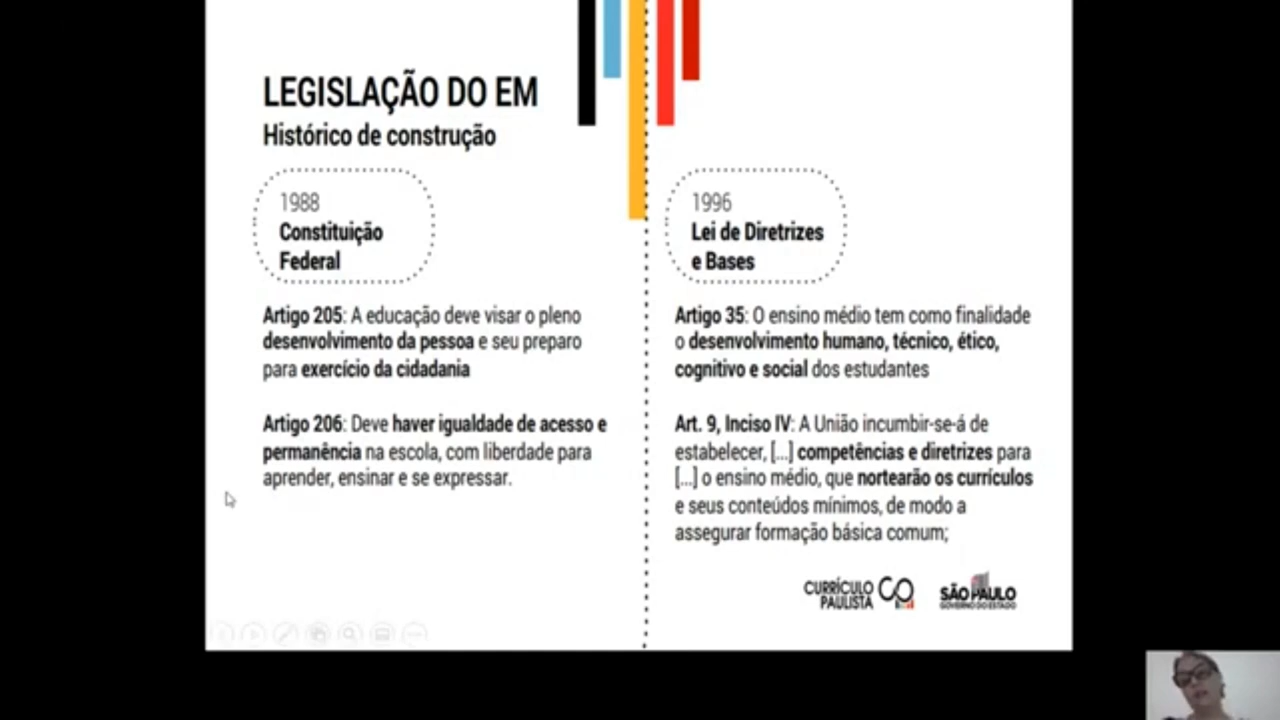 LEGISLAÇÃO DO EM
Histórico de construção
1988
Constituição
Federal
Artigo 205: A educação deve visar o pleno
desenvolvimento da pessoa e seu preparo
para exercício da cidadania
Artigo 206: Deve haver igualdade de acesso e
permanência na escola, com liberdade para
aprender, ensinar e se expressar.
1996
Lei de Diretrizes
e Bases
Artigo 35: O ensino médio tem como finalidade
o desenvolvimento humano, técnico, ético,
cognitivo e social dos estudantes
Art. 9, Inciso IV: A União incumbir-se-á de
estabelecer, [...] competências e diretrizes para
[...] o ensino médio, que nortearão os currículos
e seus conteúdos mínimos, de modo a
assegurar formação básica comum;
CURRÍCULO
PAULISTA
SÃO PAULO
GOVERNO DO ESTADO